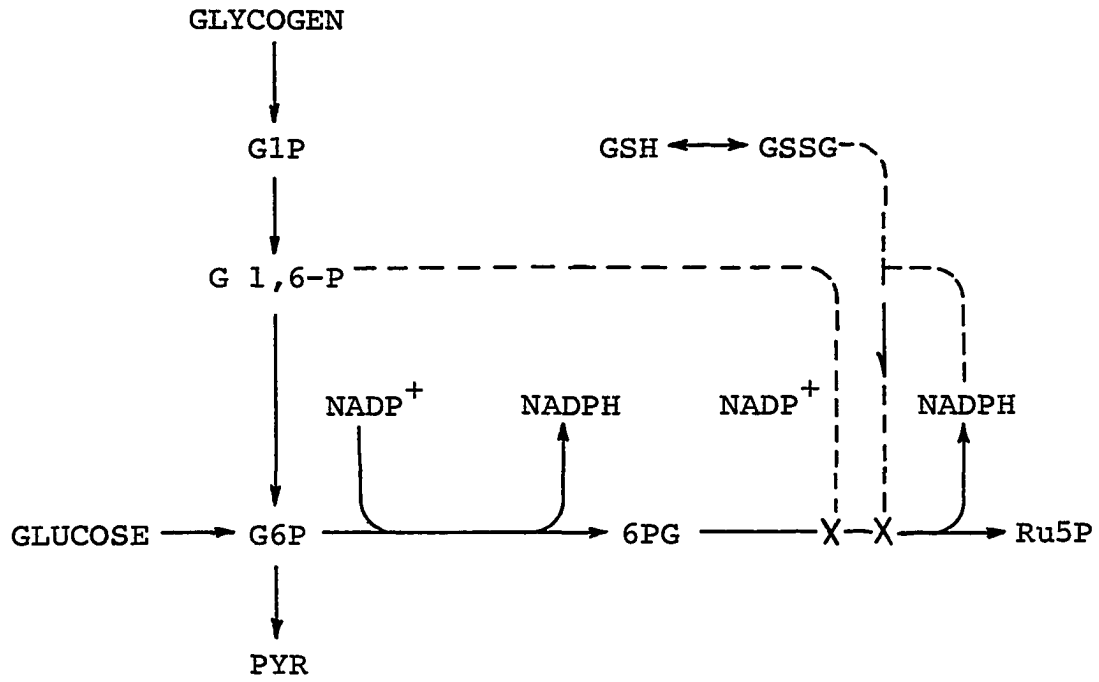 GLYCOGEN
G1P
GSH GSSG
G 1,6-P
NADP+ NADPH NADP+ NADPH
GLUCOSE G6P 6PG X X Ru5P
PYR